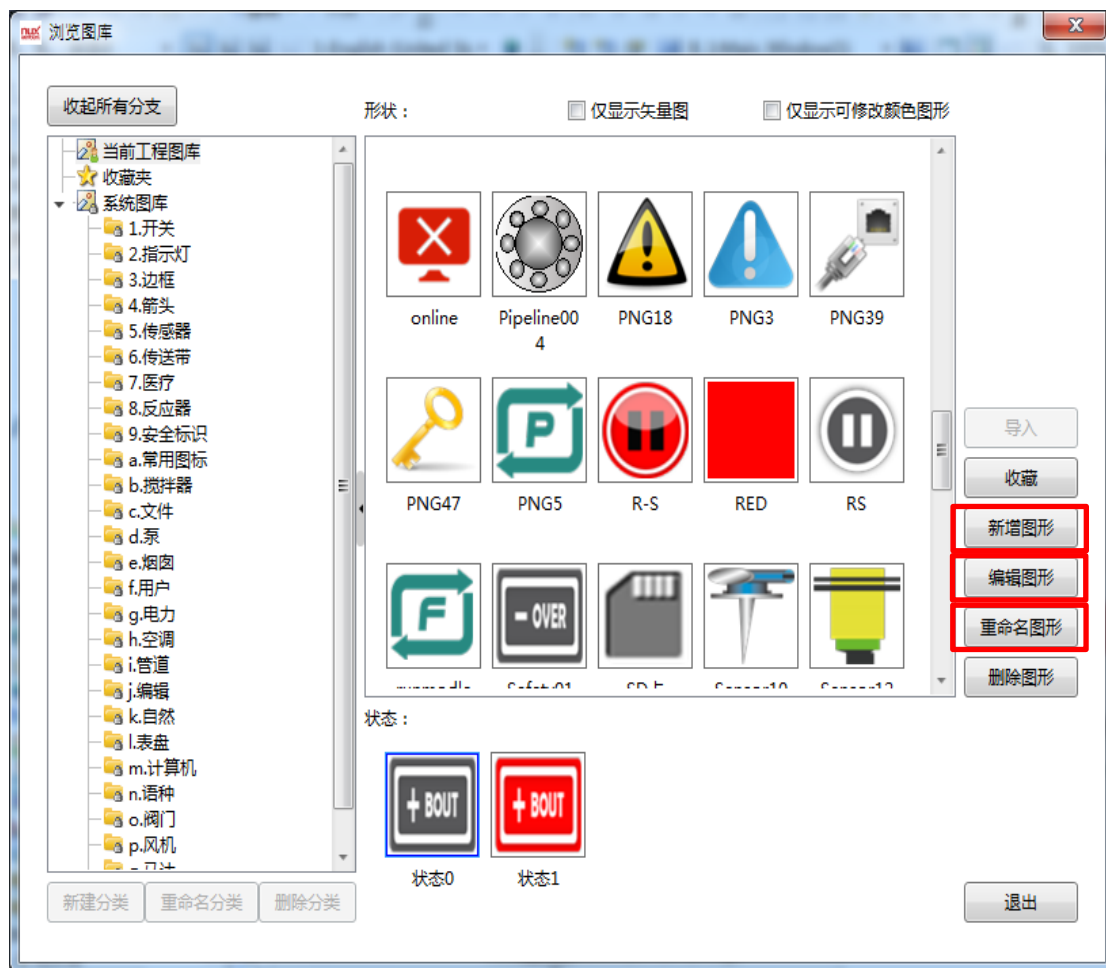 浏览图库
收起所有分支
形状：
仅显示矢量图
仅显示可修改颜色图形
当前工程图库
收藏夹
系统图库
1.开关
2.指示灯
3.边框
4.箭头
5.传感器
6.传送带
7.医疗
8.反应器
9.安全标识
a.常用图标
b.搅拌器
c.文件
d.泵
e.烟囱
f.用户
g.电力
h.空调
i.管道
j.编辑
k.自然
l.表盘
m.计算机
n.语种
o.阀门
p.风机
新建分类
重命名分类
删除分类
online
Pipeline00
4
PNG18
PNG3
PNG39
P
PNG47
PNG5
R-S
RED
RS
F
- OVER
状态：
+ BOUT
+ BOUT
状态0
状态1
导入
收藏
新增图形
编辑图形
重命名图形
删除图形
退出